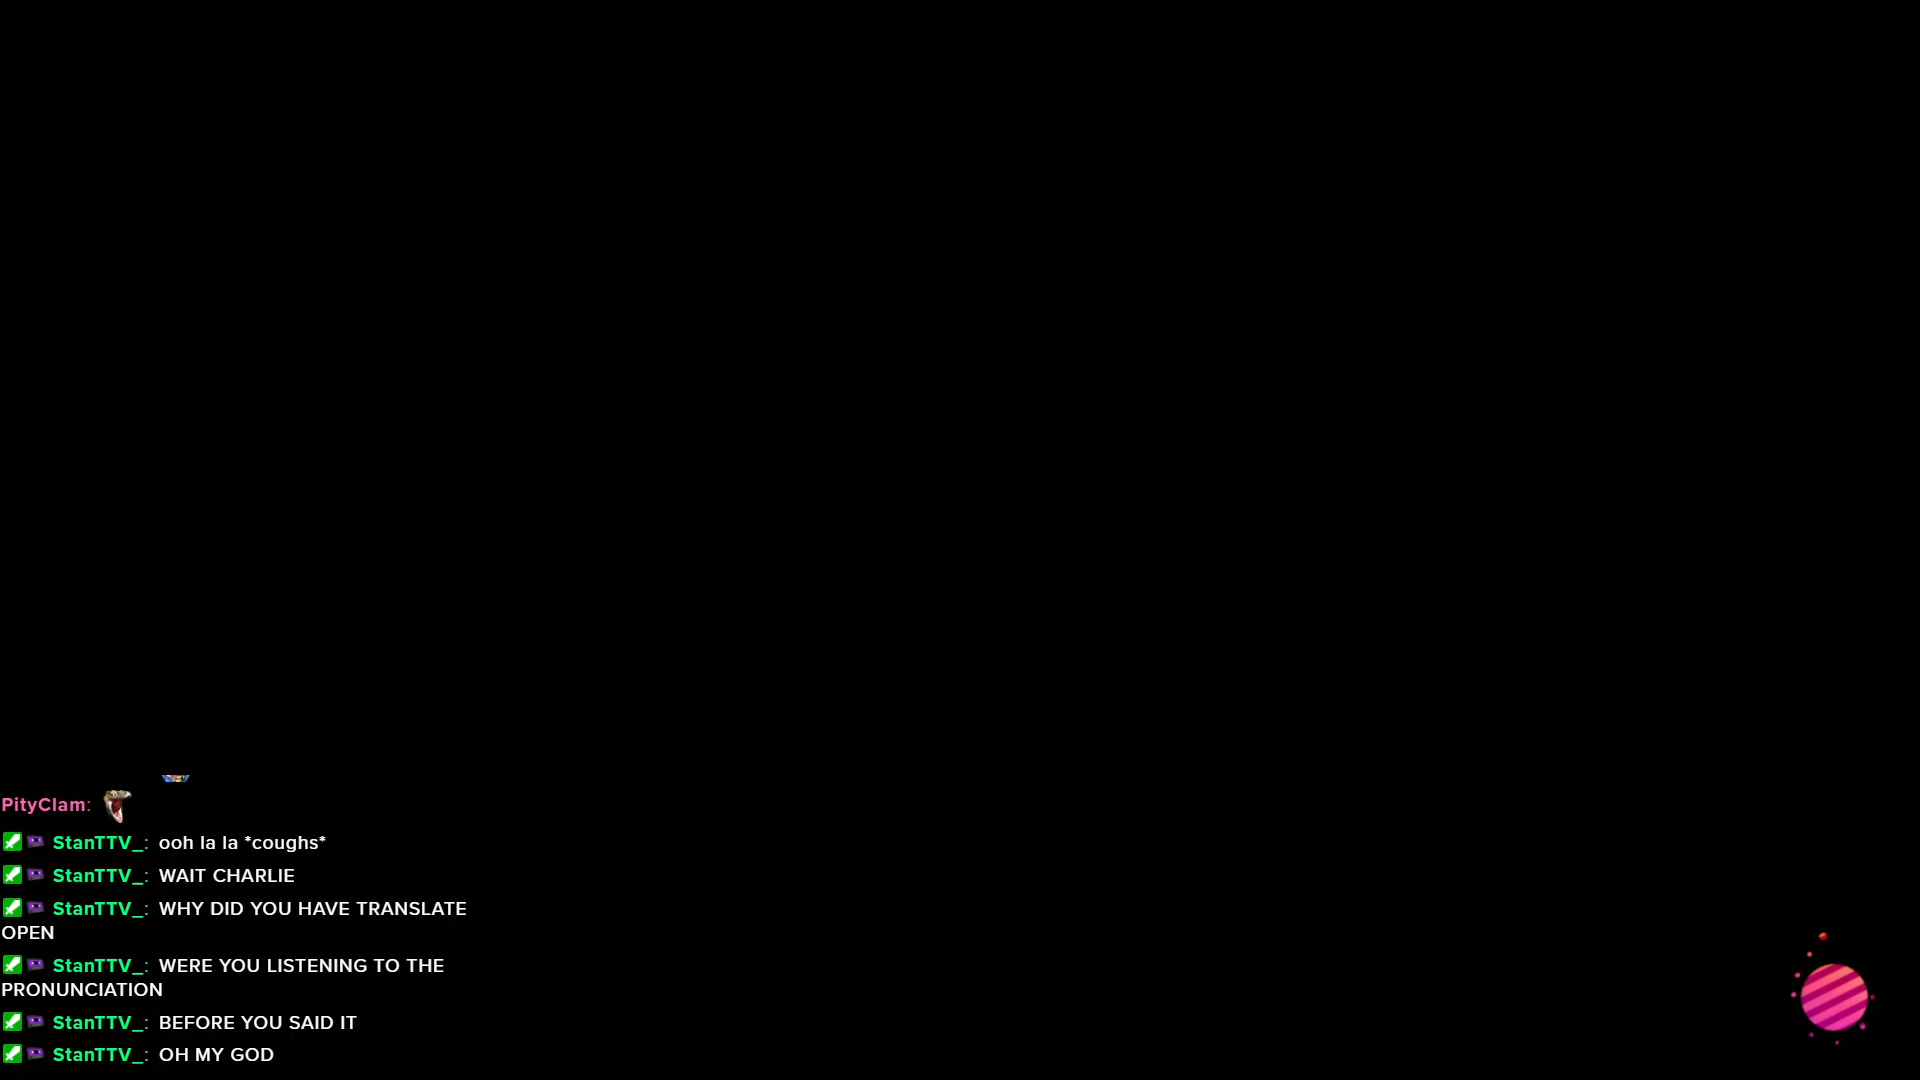 PityClam:
StanTTV_: ooh la la *coughs*
StanTTV_: WAIT CHARLIE
StanTTV_: WHY DID YOU HAVE TRANSLATE
OPEN
StanTTV_: WERE YOU LISTENING TO THE
PRONUNCIATION
StanTTV_: BEFORE YOU SAID IT
StanTTV_: OH MY GOD